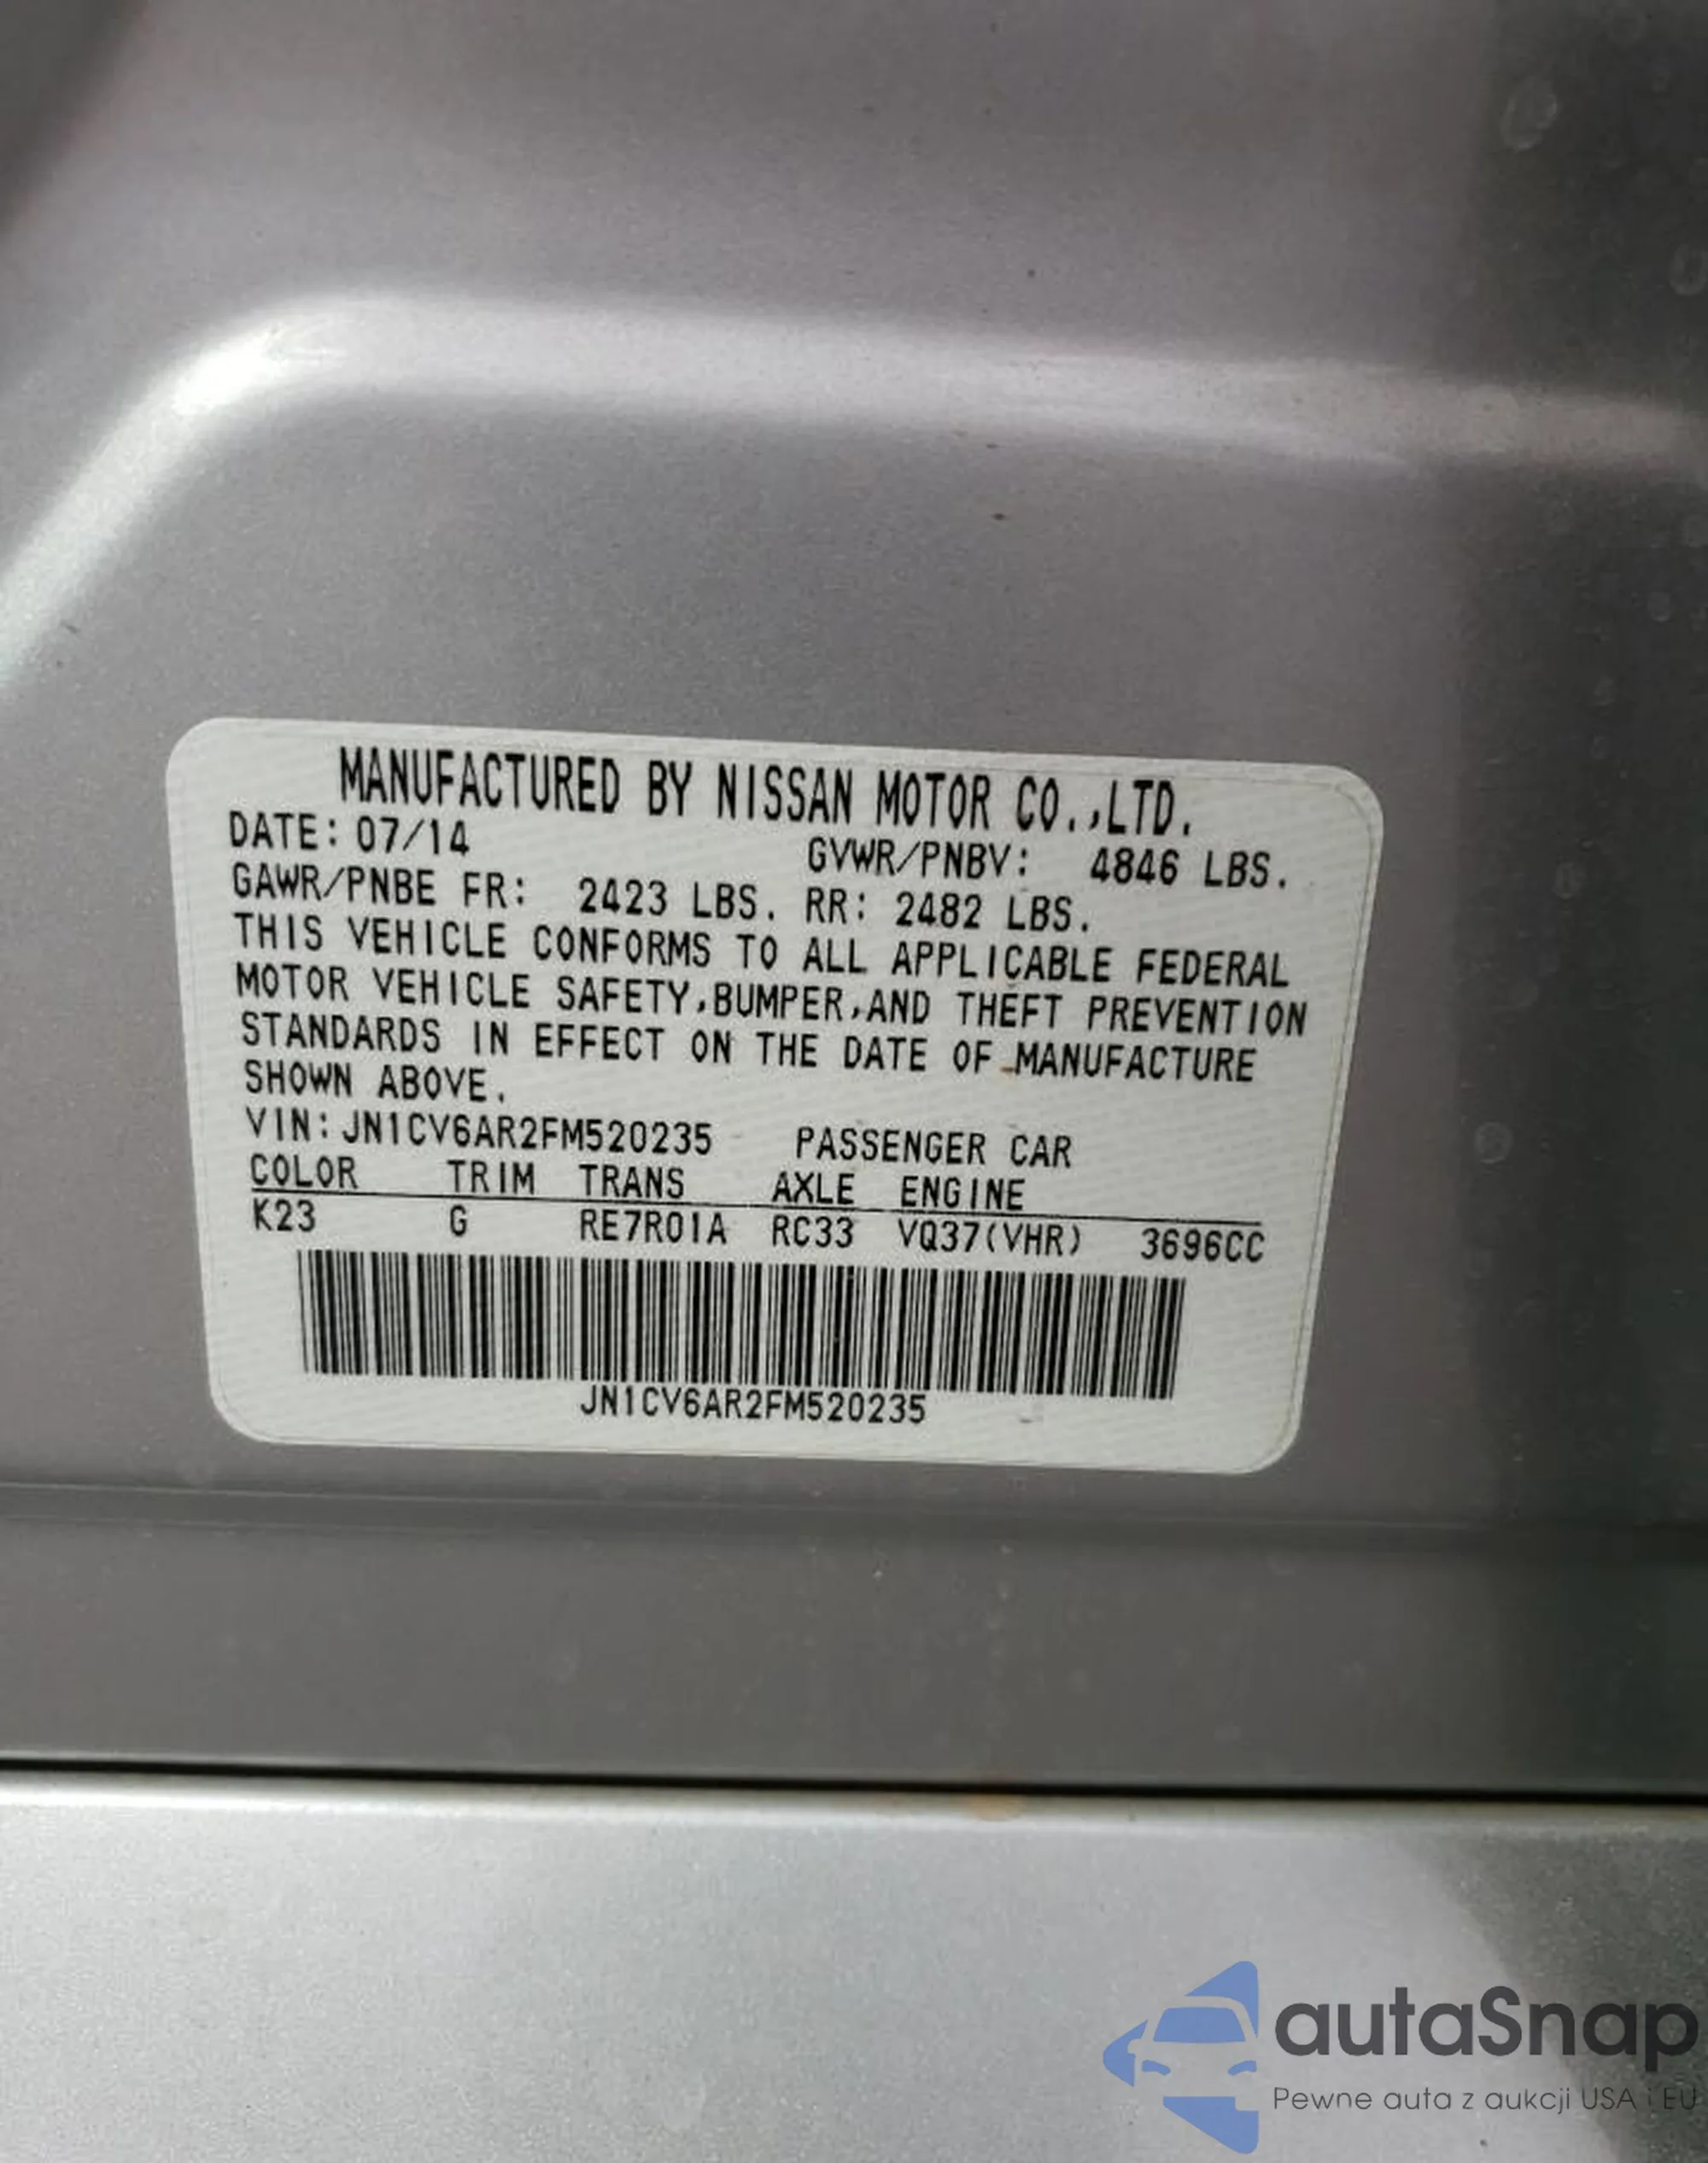 MANUFACTURED BY NISSAN MOTOR CO.,LTD.
DATE: 07/14 GVWR/PNBV: 4846 LBS.
GAWR/PNBE FR: 2423 LBS. RR: 2482 LBS.
THIS VEHICLE CONFORMS TO ALL APPLICABLE FEDERAL
MOTOR VEHICLE SAFETY,BUMPER,AND THEFT PREVENTION
STANDARDS IN EFFECT ON THE DATE OF MANUFACTURE
SHOWN ABOVE.
VIN: JN1CV6AR2FM520235 PASSENGER CAR
COLOR TRIM TRANS AXLE ENGINE
K23 G RE7R01A RC33 VQ37(VHR) 3696CC
JN1CV6AR2FM520235
autaSnap
Pewne auta z aukcji USA i EU